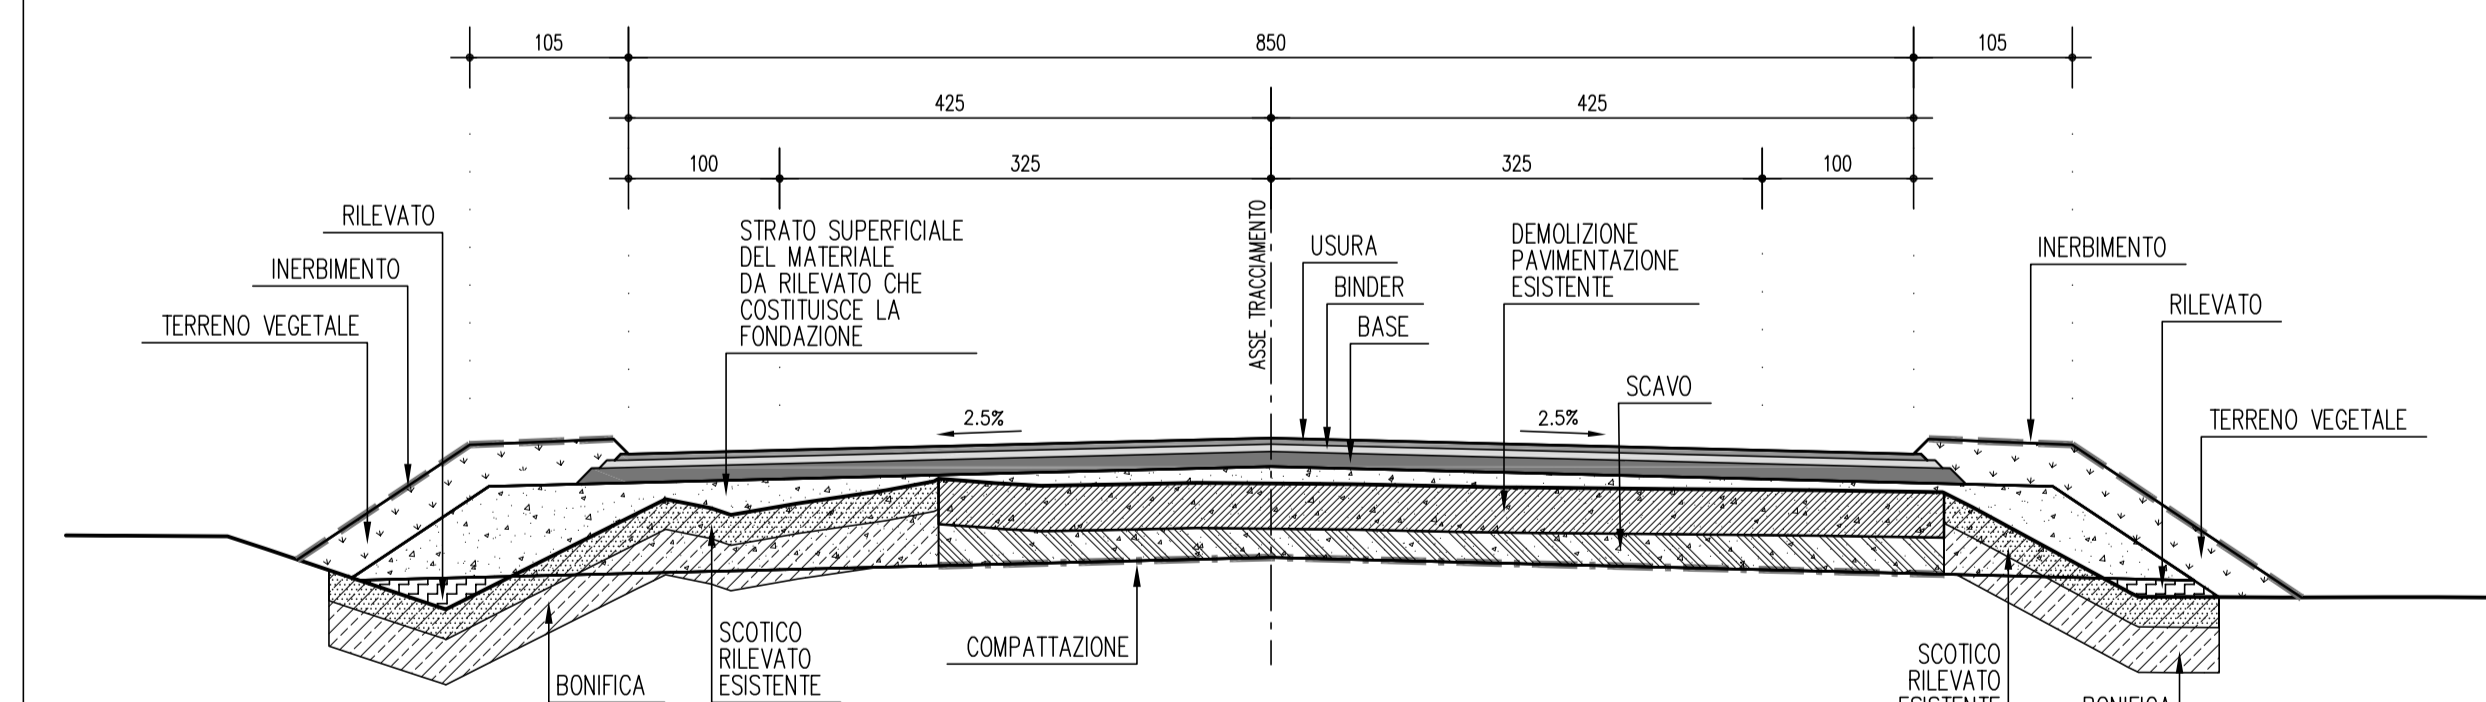 105
850
105
425
425
100
325
325
100
RILEVATO
INERBIMENTO
TERRENO VEGETALE
STRATO SUPERFICIALE
DEL MATERIALE
DA RILEVATO CHE
COSTITUISCE LA
FONDAZIONE
ASSE TRACCIAMENTO
USURA
BINDER
BASE
DEMOLIZIONE
PAVIMENTAZIONE
ESISTENTE
SCAVO
INERBIMENTO
RILEVATO
TERRENO VEGETALE
2.5%
2.5%
BONIFICA
SCOTICO
RILEVATO
ESISTENTE
COMPATTAZIONE
SCOTICO
RILEVATO
ESISTENTE
BONIFICA